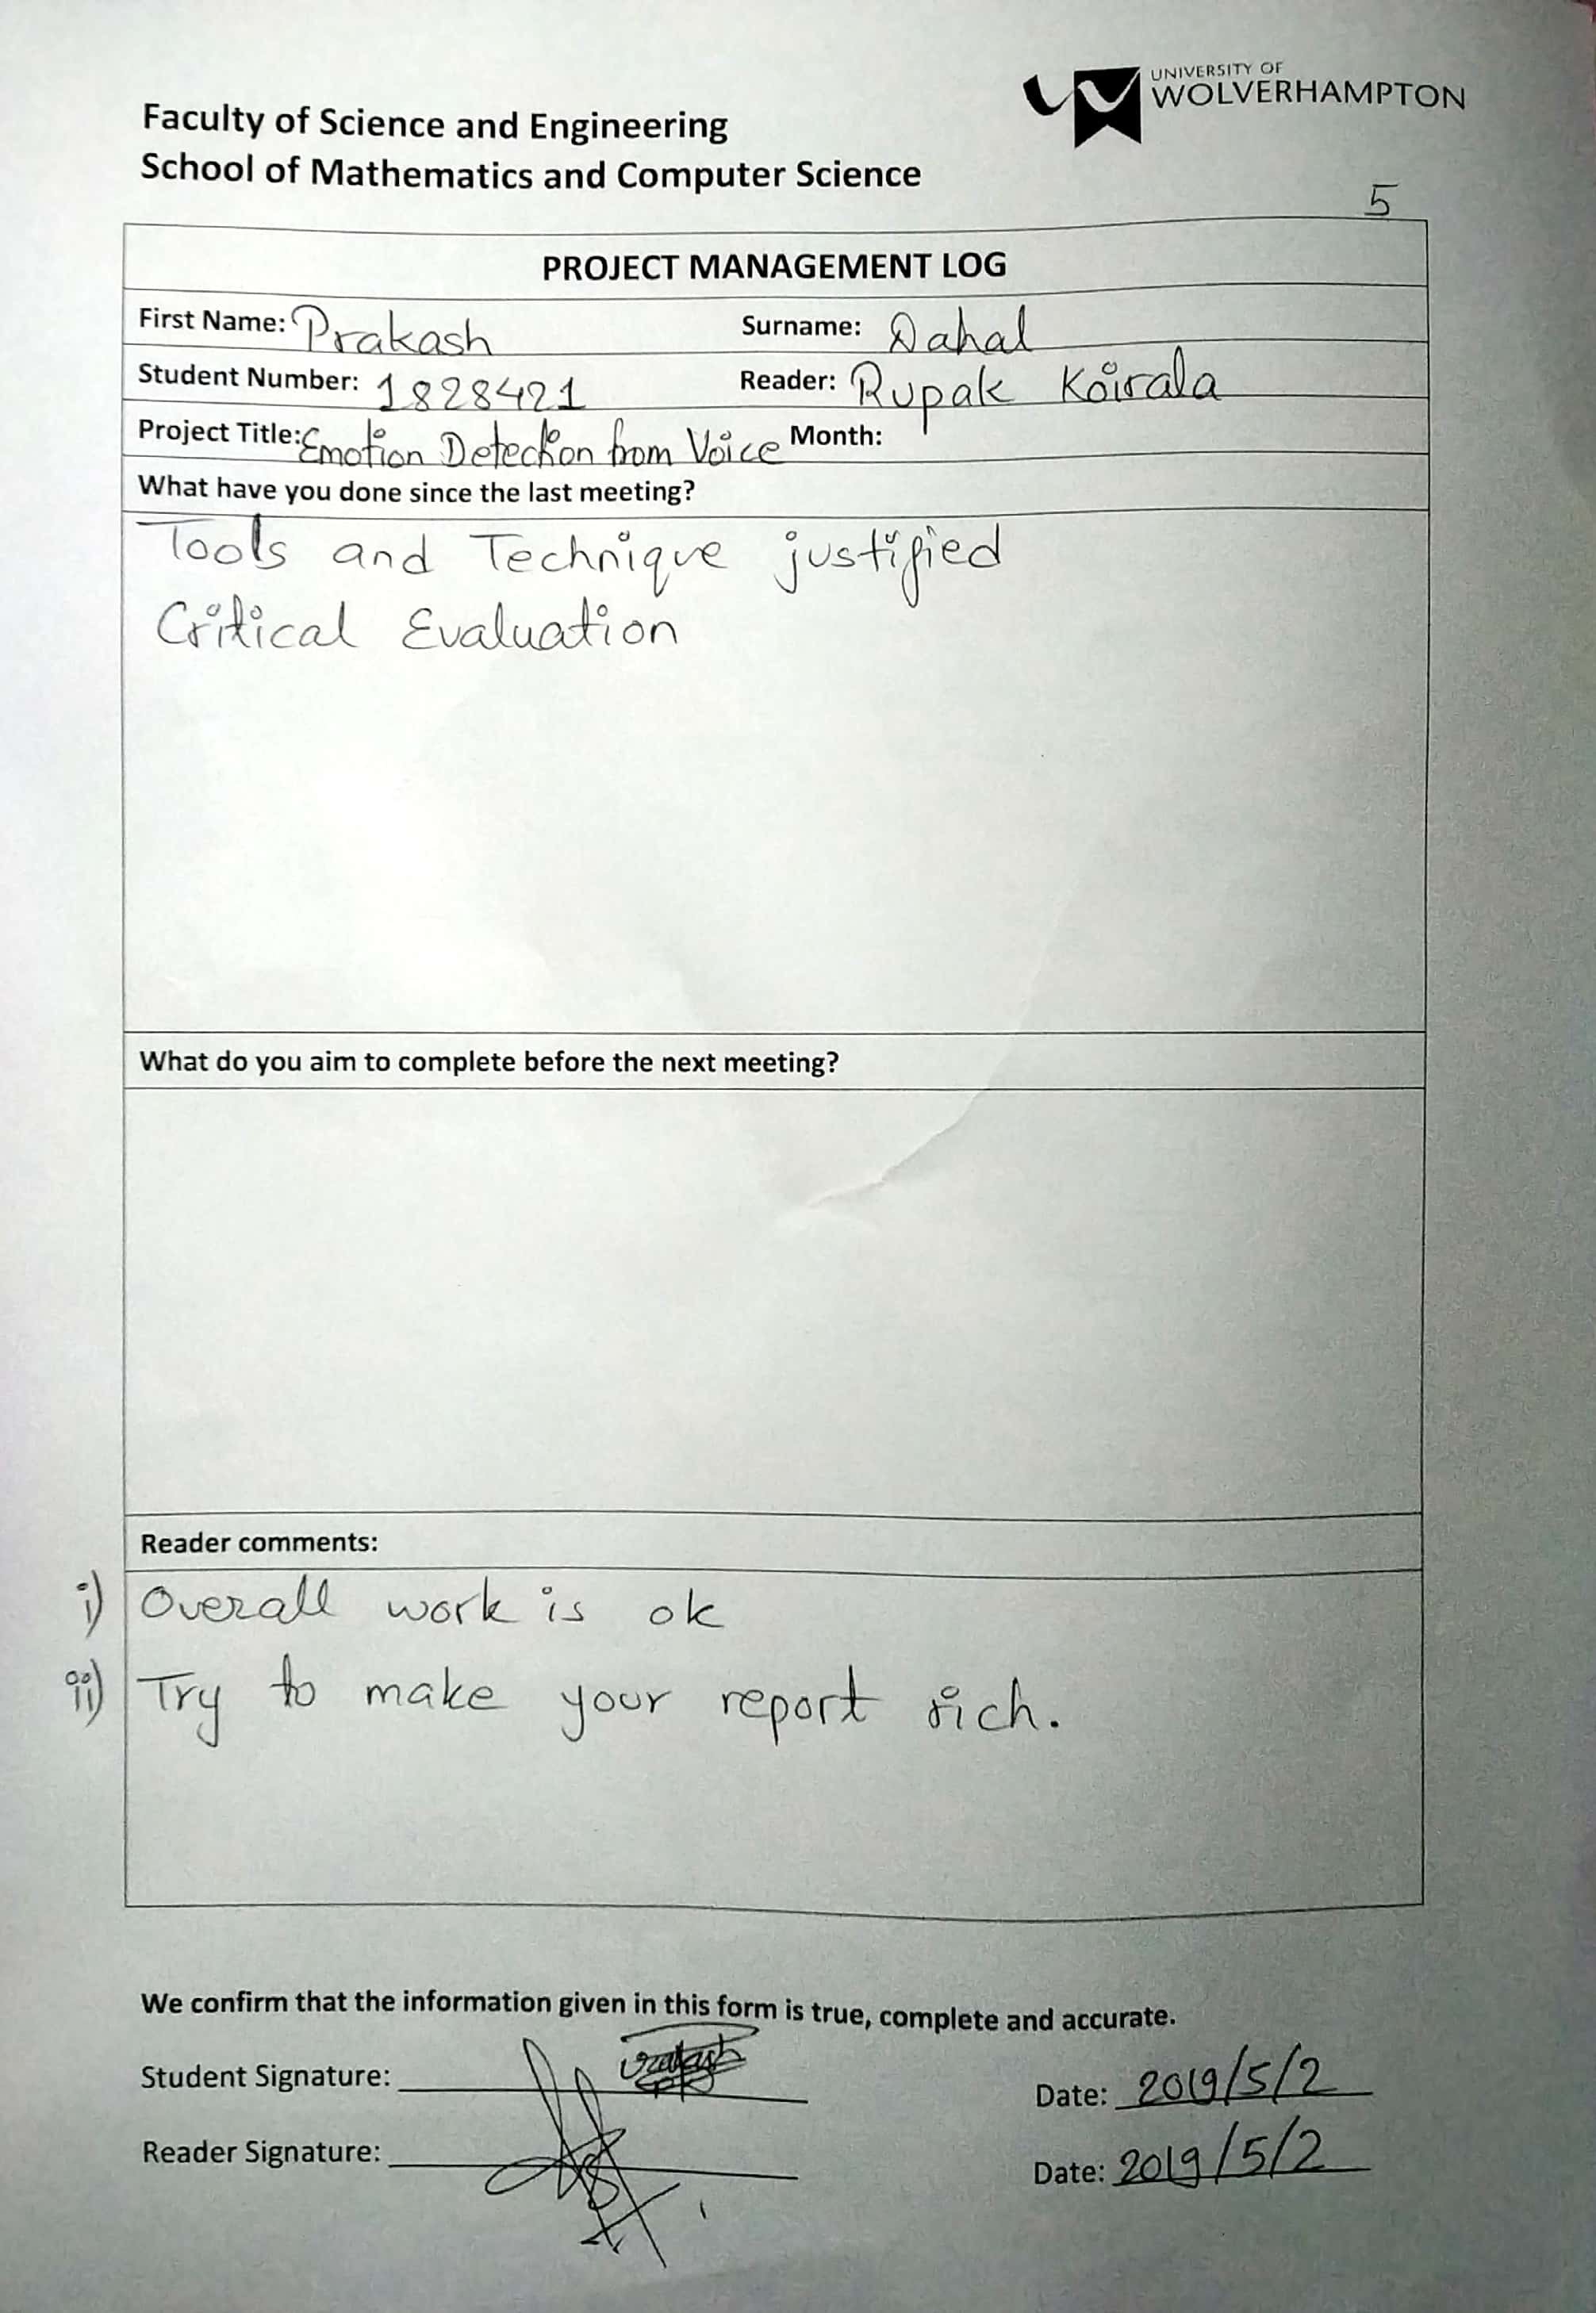 UNIVERSITY OF
WOLVERHAMPTON
Faculty of Science and Engineering
School of Mathematics and Computer Science
5
PROJECT MANAGEMENT LOG
First Name: Prakash Surname: Dahal
Student Number: 1828421 Reader: Rupak Koirala
Project Title: Emotion Detection from Voice Month:
What have you done since the last meeting?
Tools and Technique justified
Critical Evaluation
What do you aim to complete before the next meeting?
Reader comments:
i) Overall work is ok
ii) Try to make your report rich.
We confirm that the information given in this form is true, complete and accurate.
Student Signature: Date: 2019/5/2
Reader Signature: Date: 2019/5/2